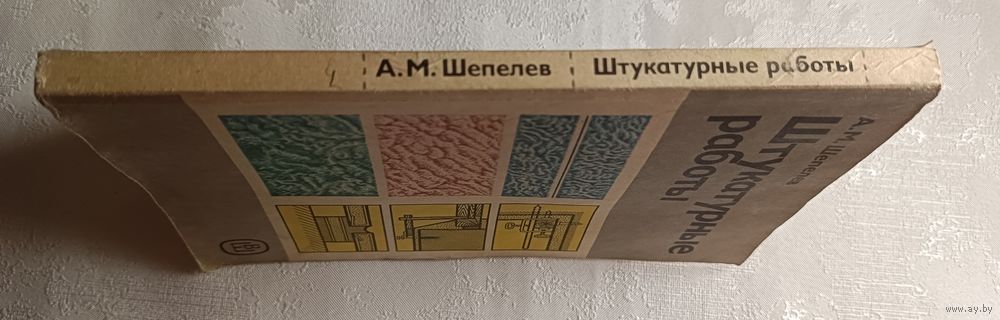 А.М. Шепелев
Штукатурные работы
А. М. Шепелев
Штукатурные
работы
www.ay.by